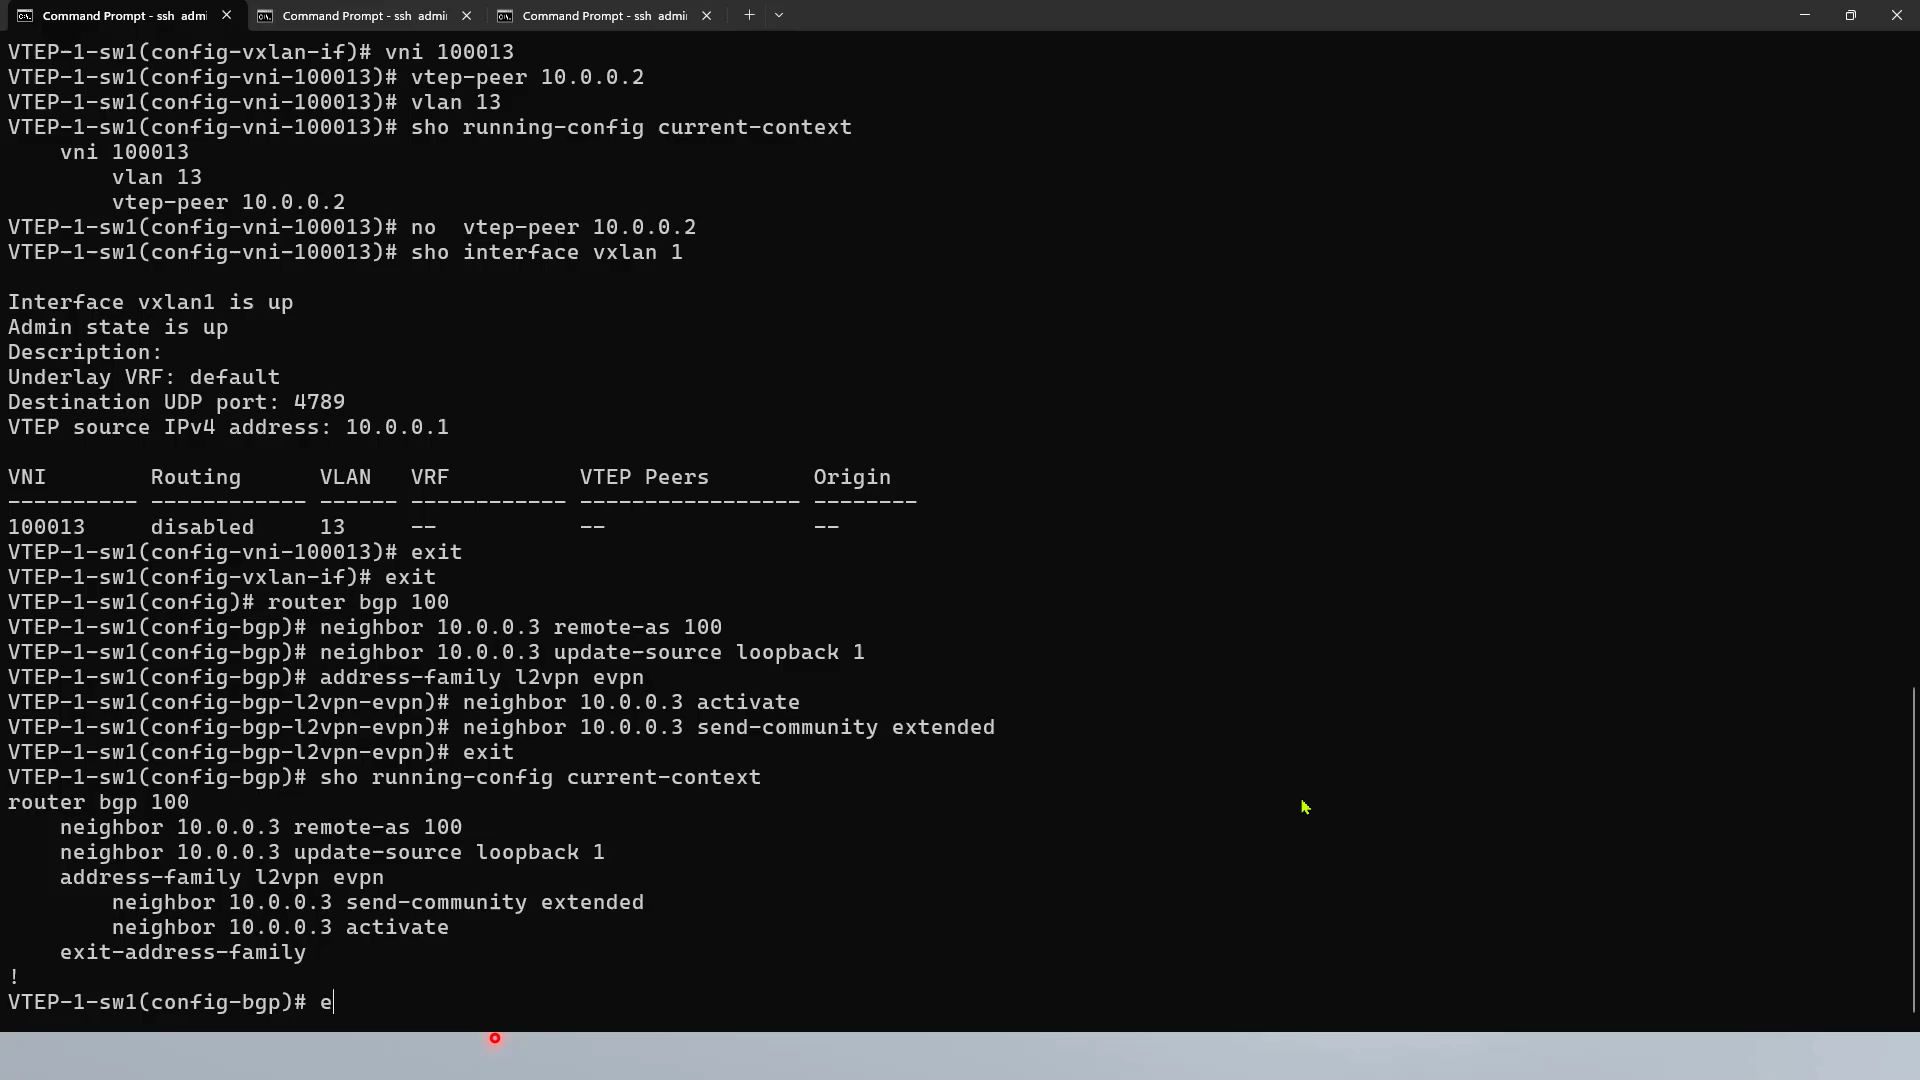 Command Prompt - ssh admi
Command Prompt - ssh admii
Command Prompt - ssh admii
VTEP-1-sw1(config-vxlan-if)# vni 100013
VTEP-1-sw1(config-vni-100013)# vtep-peer 10.0.0.2
VTEP-1-sw1(config-vni-100013)# vlan 13
VTEP-1-sw1(config-vni-100013)# sho running-config current-context
    vni 100013
        vlan 13
        vtep-peer 10.0.0.2
VTEP-1-sw1(config-vni-100013)# no  vtep-peer 10.0.0.2
VTEP-1-sw1(config-vni-100013)# sho interface vxlan 1
Interface vxlan1 is up
Admin state is up
Description:
Underlay VRF: default
Destination UDP port: 4789
VTEP source IPv4 address: 10.0.0.1
VNI        Routing      VLAN   VRF          VTEP Peers        Origin
---------- ------------ ------ ------------ ----------------- --------
100013     disabled     13     --           --                --
VTEP-1-sw1(config-vni-100013)# exit
VTEP-1-sw1(config-vxlan-if)# exit
VTEP-1-sw1(config)# router bgp 100
VTEP-1-sw1(config-bgp)# neighbor 10.0.0.3 remote-as 100
VTEP-1-sw1(config-bgp)# neighbor 10.0.0.3 update-source loopback 1
VTEP-1-sw1(config-bgp)# address-family l2vpn evpn
VTEP-1-sw1(config-bgp-l2vpn-evpn)# neighbor 10.0.0.3 activate
VTEP-1-sw1(config-bgp-l2vpn-evpn)# neighbor 10.0.0.3 send-community extended
VTEP-1-sw1(config-bgp-l2vpn-evpn)# exit
VTEP-1-sw1(config-bgp)# sho running-config current-context
router bgp 100
    neighbor 10.0.0.3 remote-as 100
    neighbor 10.0.0.3 update-source loopback 1
    address-family l2vpn evpn
        neighbor 10.0.0.3 send-community extended
        neighbor 10.0.0.3 activate
    exit-address-family
!
VTEP-1-sw1(config-bgp)# e